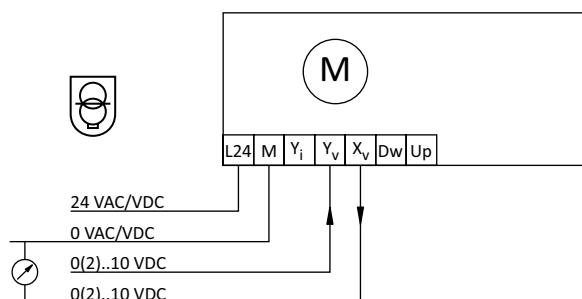 M
L24 M Yi Yv Xv Dw Up
24 VAC/VDC
0 VAC/VDC
0(2)..10 VDC
0(2)..10 VDC